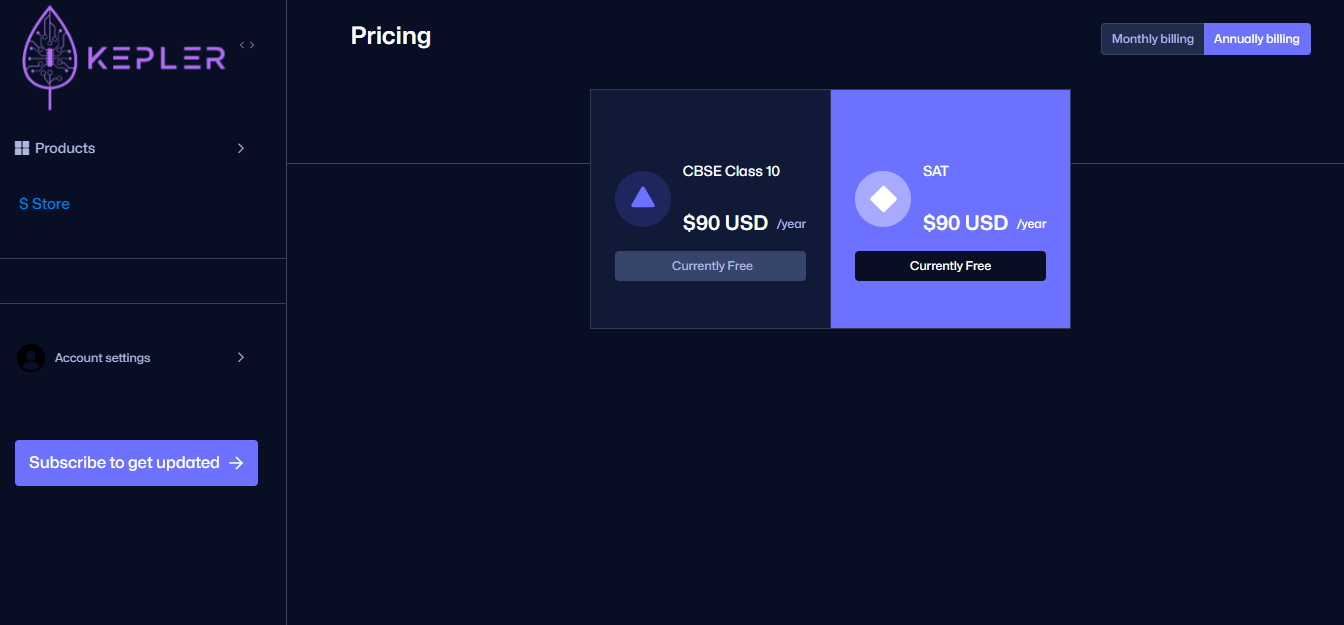 KEPLER
Products
$ Store
Account settings
Subscribe to get updated
Pricing
Monthly billing
Annually billing
CBSE Class 10
$90 USD /year
Currently Free
SAT
$90 USD /year
Currently Free